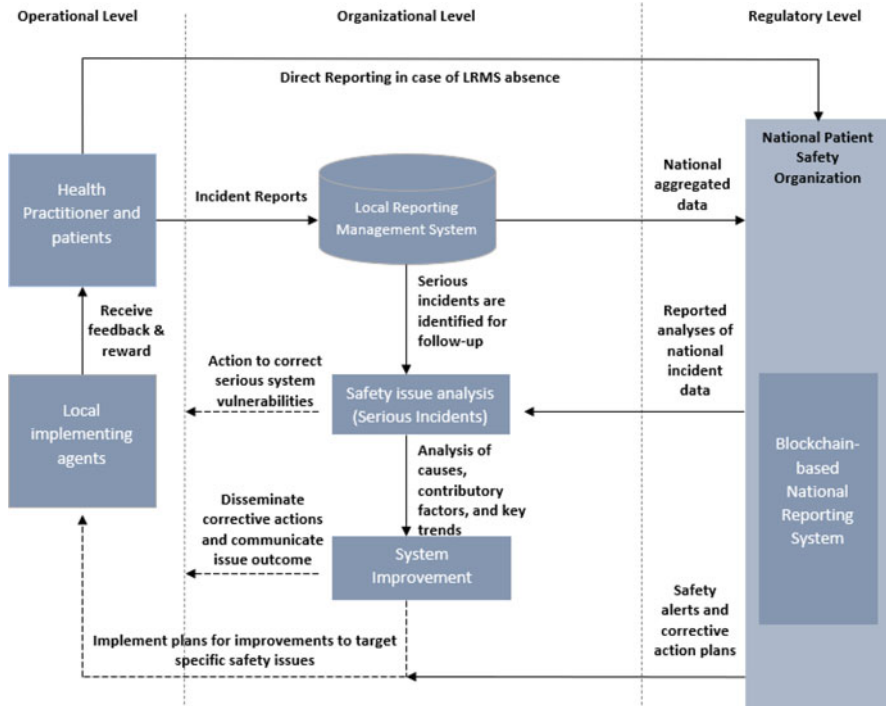 Operational Level
Organizational Level
Regulatory Level
Direct Reporting in case of LRMS absence
National Patient
Safety
Organization
Health
Practitioner and
patients
Incident Reports
Local Reporting
Management System
National
aggregated
data
Receive
feedback &
reward
Serious
incidents are
identified for
follow-up
Reported
analyses of
national
incident
data
Action to correct
serious system
vulnerabilities
Local
implementing
agents
Safety issue analysis
(Serious Incidents)
Blockchain-
based
National
Reporting
System
Analysis of
causes,
contributory
factors, and key
trends
Disseminate
corrective actions
and communicate
issue outcome
System
Improvement
Safety
alerts and
corrective
action plans
Implement plans for improvements to target
specific safety issues